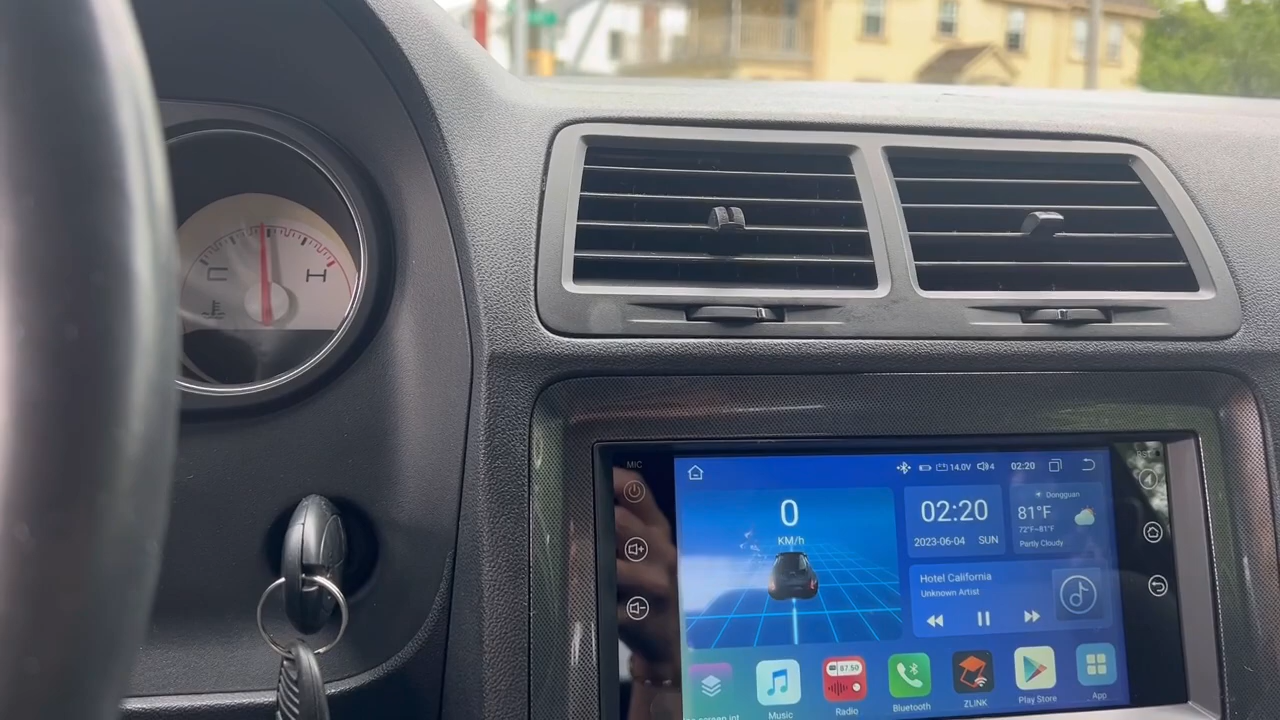 C
H
MIC
14.0V
4
02:20
0
KM/h
02:20
2023-06-04 SUN
Dongguan
81°F
72°F~81°F
Partly Cloudy
Hotel California
Unknown Artist
87.50
Music
Radio
Bluetooth
ZLINK
Play Store
App